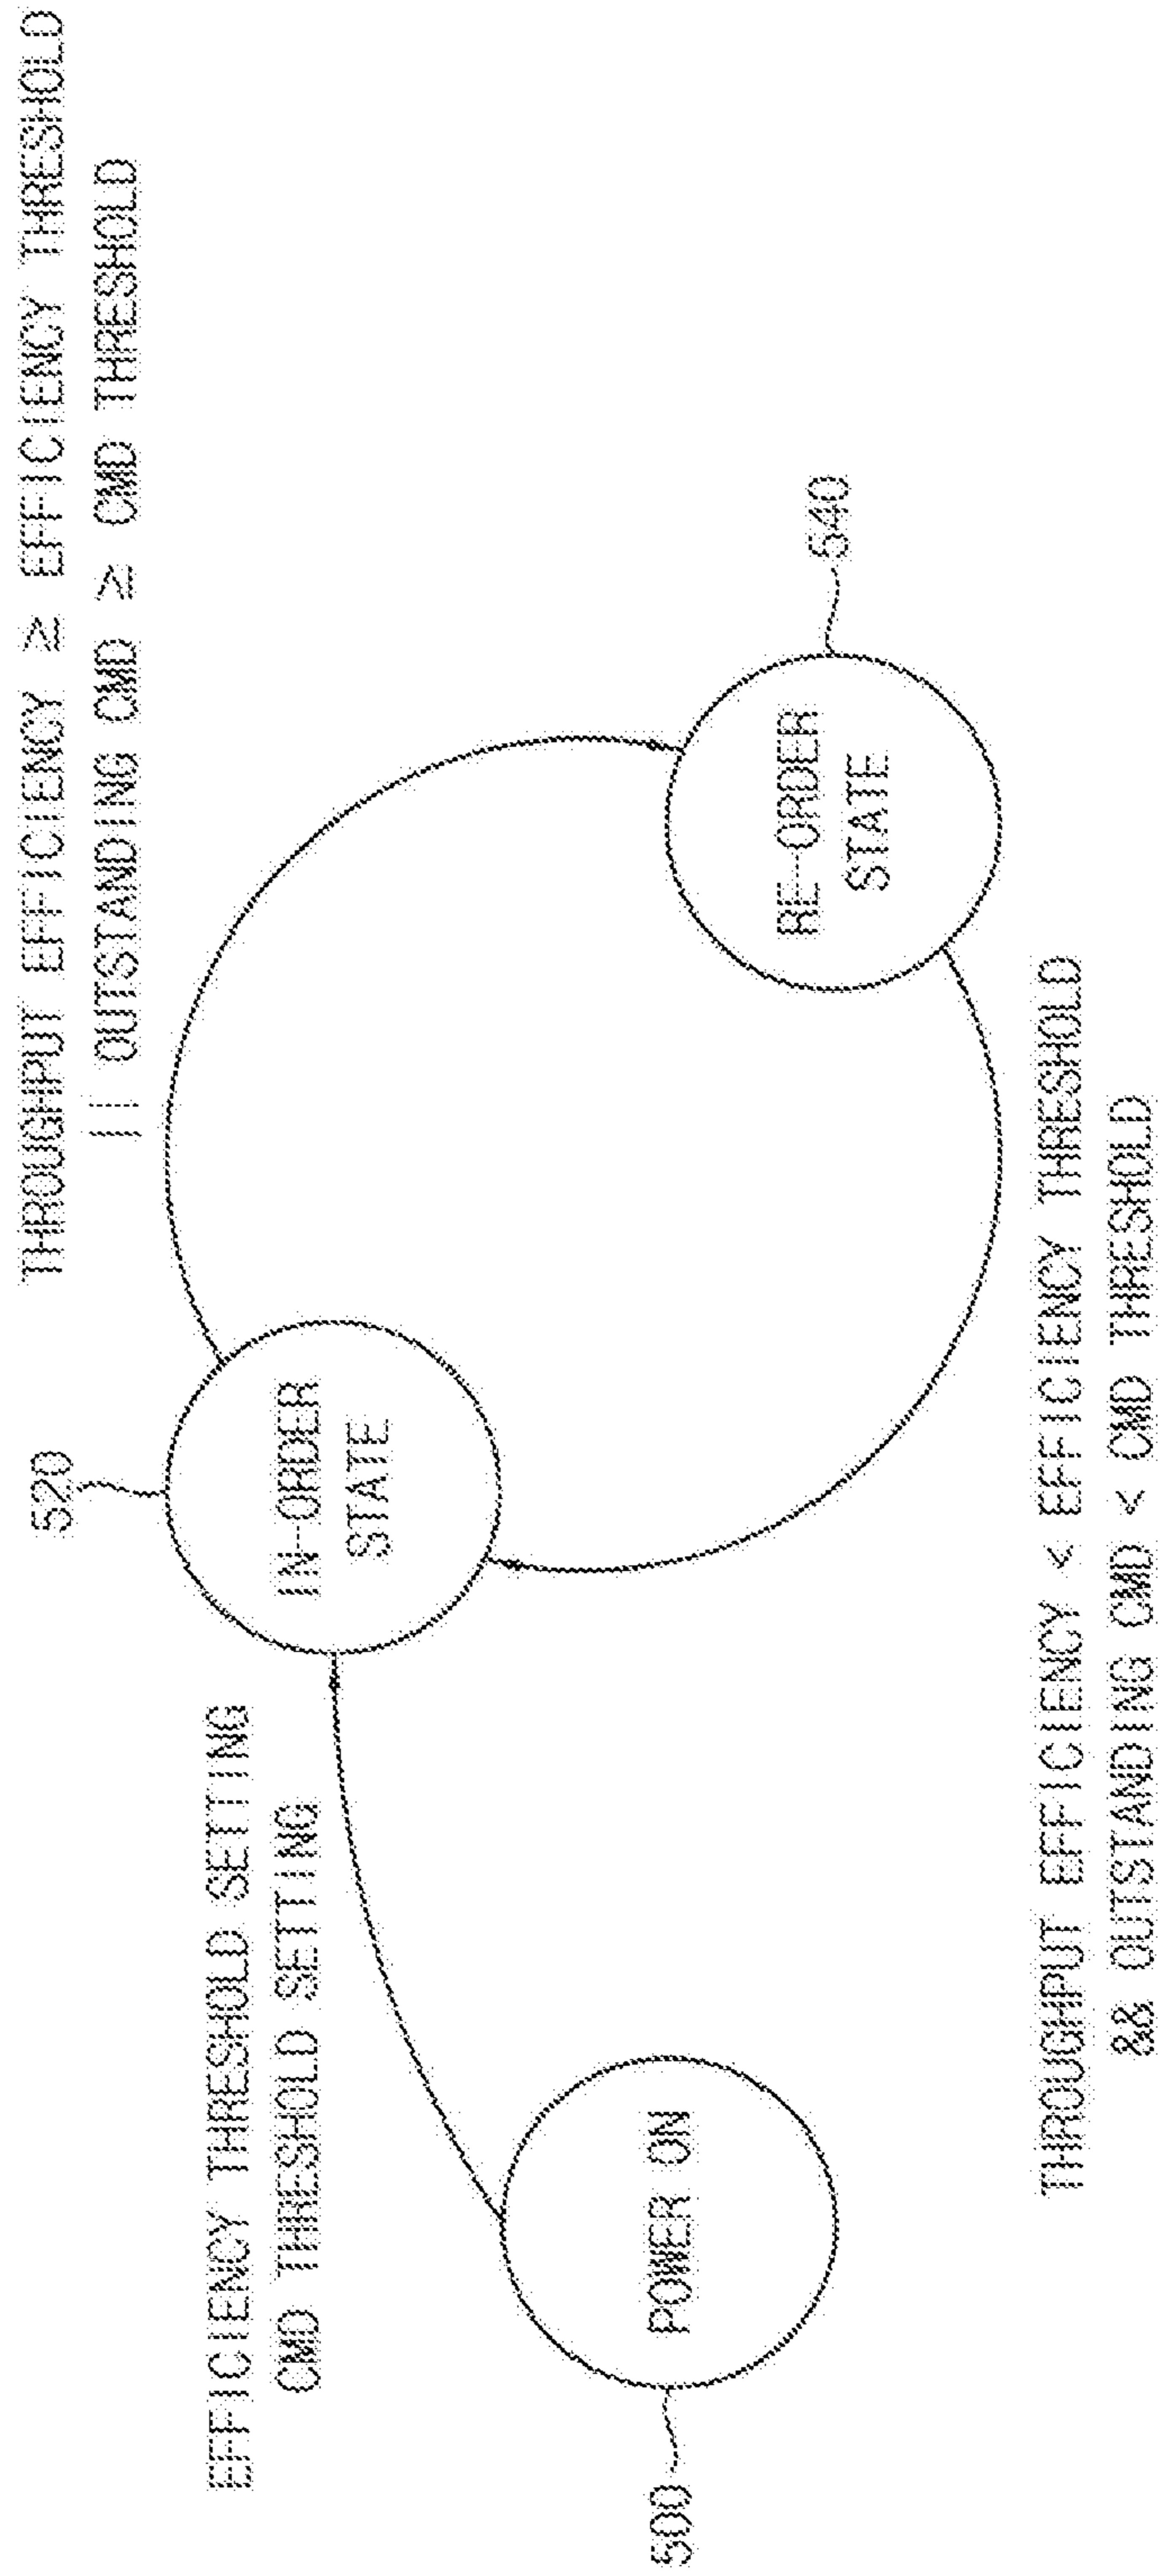 THROUGHPUT EFFICIENCY ≥ EFFICIENCY THRESHOLD
|| OUTSTANDING CMD ≥ CMD THRESHOLD
EFFICIENCY THRESHOLD SETTING
CMD THRESHOLD SETTING
520
IN-ORDER
STATE
540
RE-ORDER
STATE
500
POWER ON
THROUGHPUT EFFICIENCY < EFFICIENCY THRESHOLD
&& OUTSTANDING CMD < CMD THRESHOLD